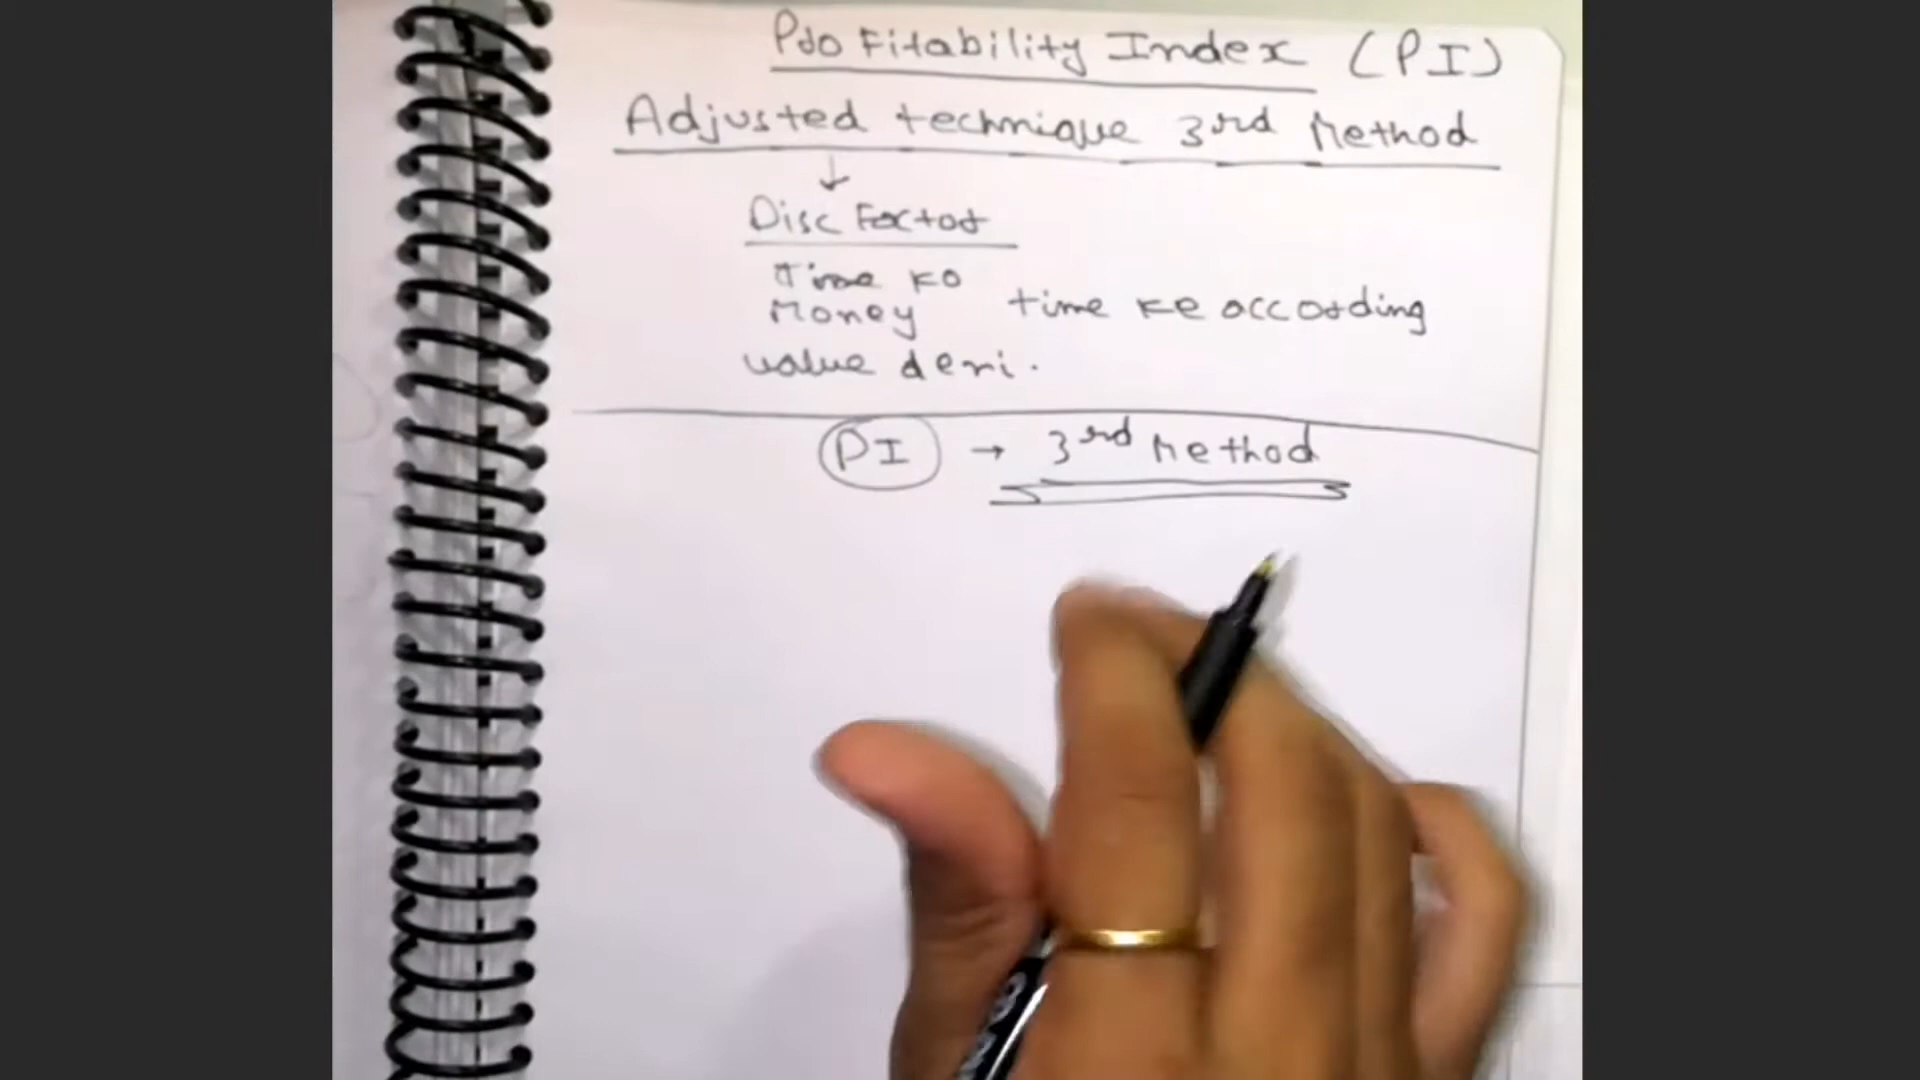 Profitability Index (PI)
Adjusted technique 3rd Method
↓
Disc Factor
Time ko
Money time ke according
value deni.
PI → 3rd Method